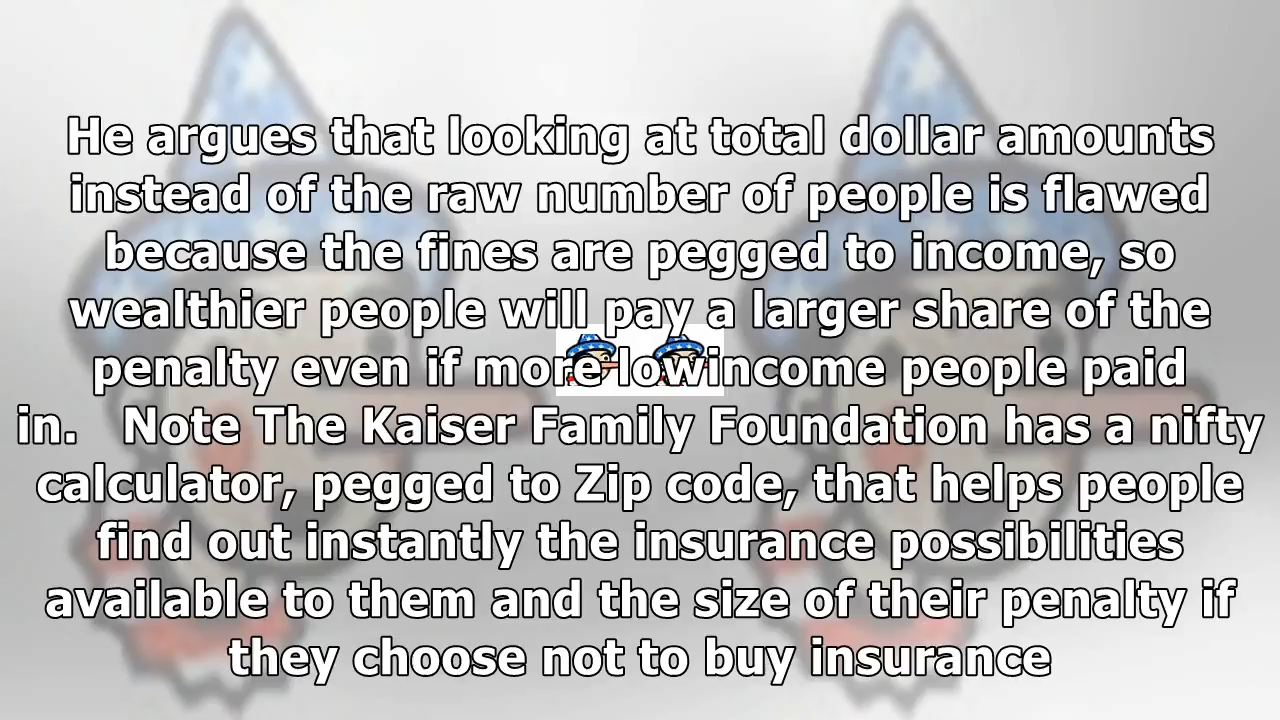 He argues that looking at total dollar amounts
instead of the raw number of people is flawed
because the fines are pegged to income, so
wealthier people will pay a larger share of the
penalty even if more lowincome people paid
in.   Note The Kaiser Family Foundation has a nifty
calculator, pegged to Zip code, that helps people
find out instantly the insurance possibilities
available to them and the size of their penalty if
they choose not to buy insurance